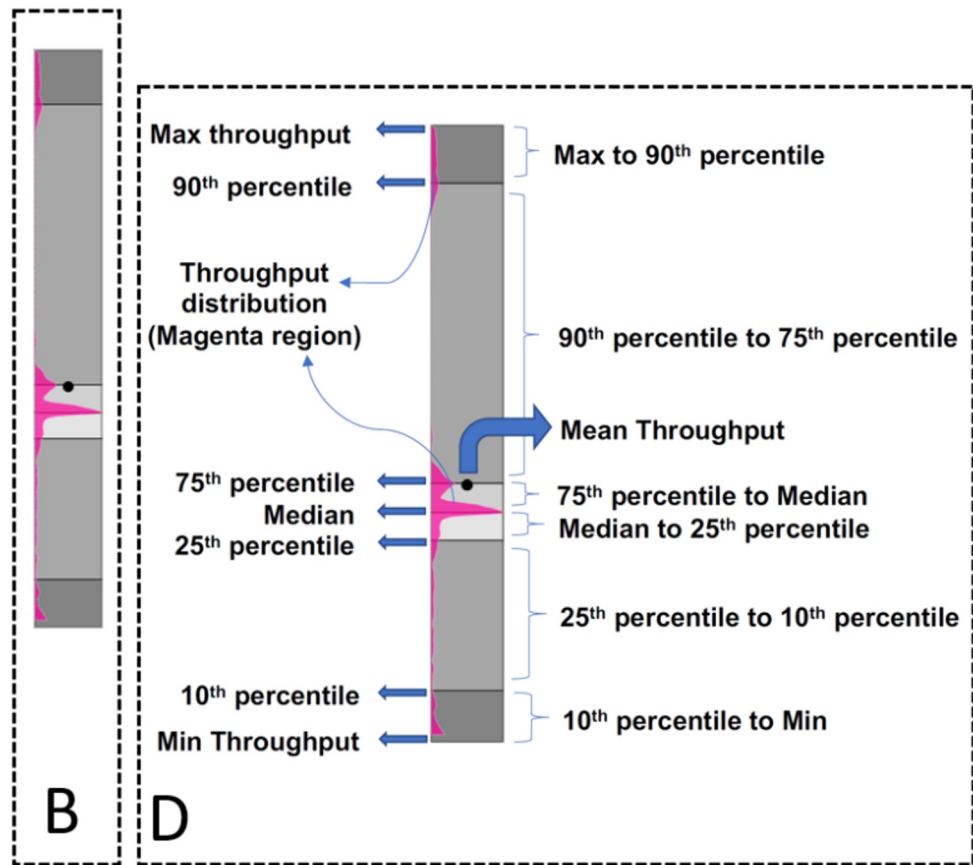 Max throughput
Max to 90th percentile
90th percentile
Throughput
distribution
(Magenta region)
90th percentile to 75th percentile
Mean Throughput
75th percentile
75th percentile to Median
Median
Median to 25th percentile
25th percentile
25th percentile to 10th percentile
10th percentile
10th percentile to Min
Min Throughput
B
D